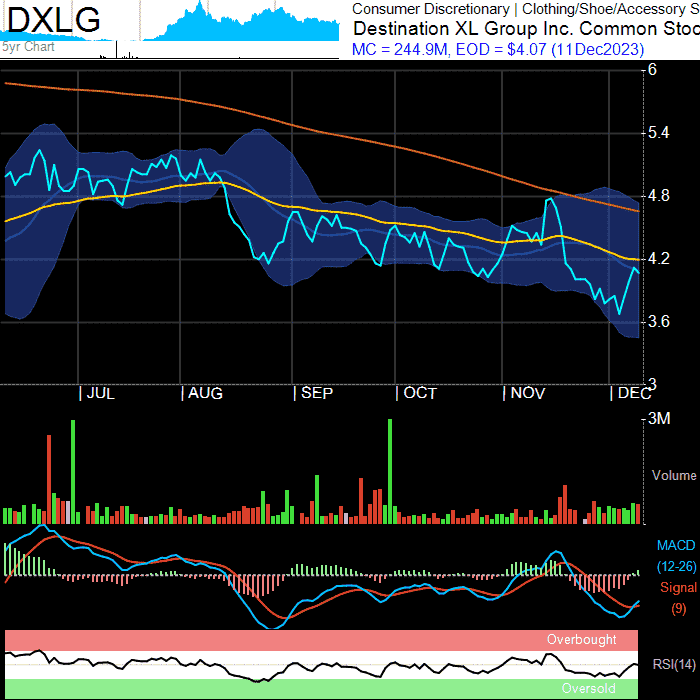 DXLG
5yr Chart
Consumer Discretionary | Clothing/Shoe/Accessory S
Destination XL Group Inc. Common Stoc
MC = 244.9M, EOD = $4.07 (11Dec2023)
6
5.4
4.8
4.2
3.6
3
| JUL
| AUG
| SEP
| OCT
| NOV
| DEC
3M
Volume
MACD
(12-26)
Signal
(9)
Overbought
RSI(14)
Oversold